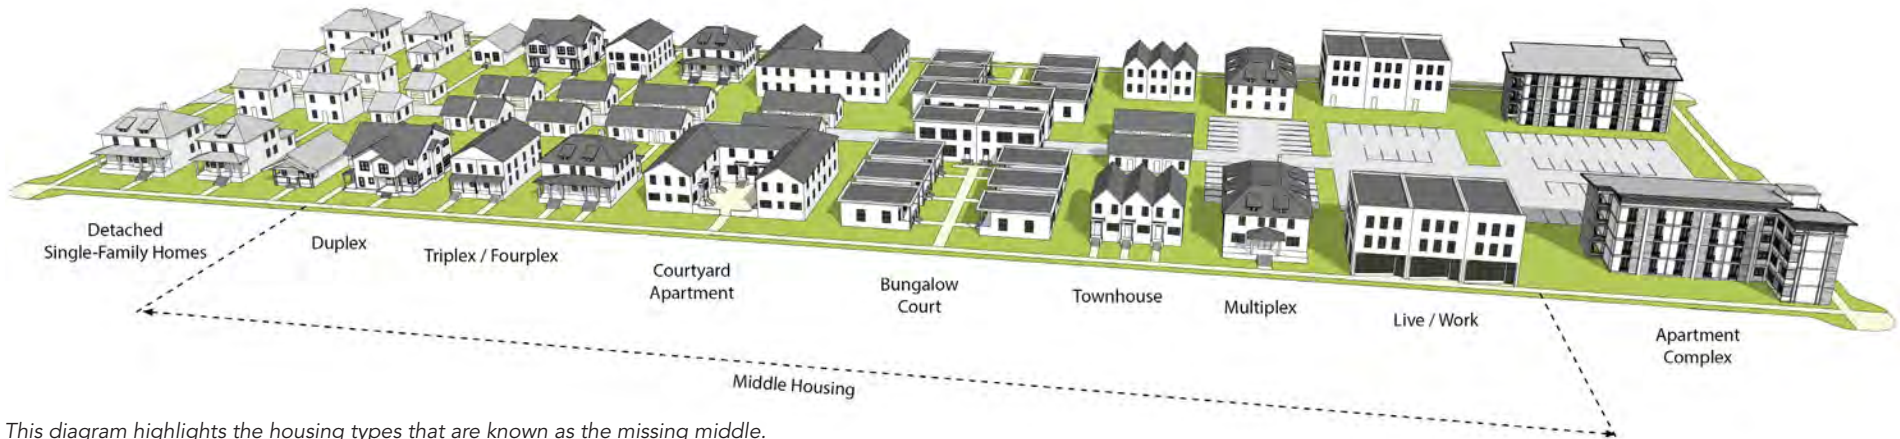 Detached
Single-Family Homes
Duplex
Triplex / Fourplex
Courtyard
Apartment
Bungalow
Court
Townhouse
Multiplex
Live / Work
Apartment
Complex
Middle Housing
This diagram highlights the housing types that are known as the missing middle.